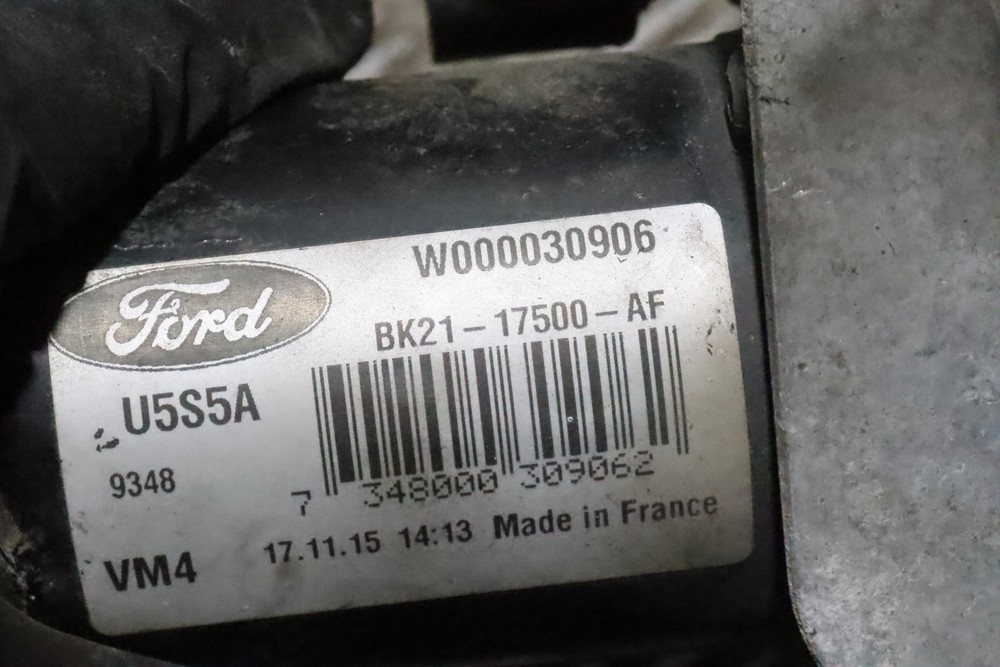 W000030906
Ford
BK21-17500-AF
U5S5A
9348
7 348000 309062
17.11.15 14:13 Made in France
VM4